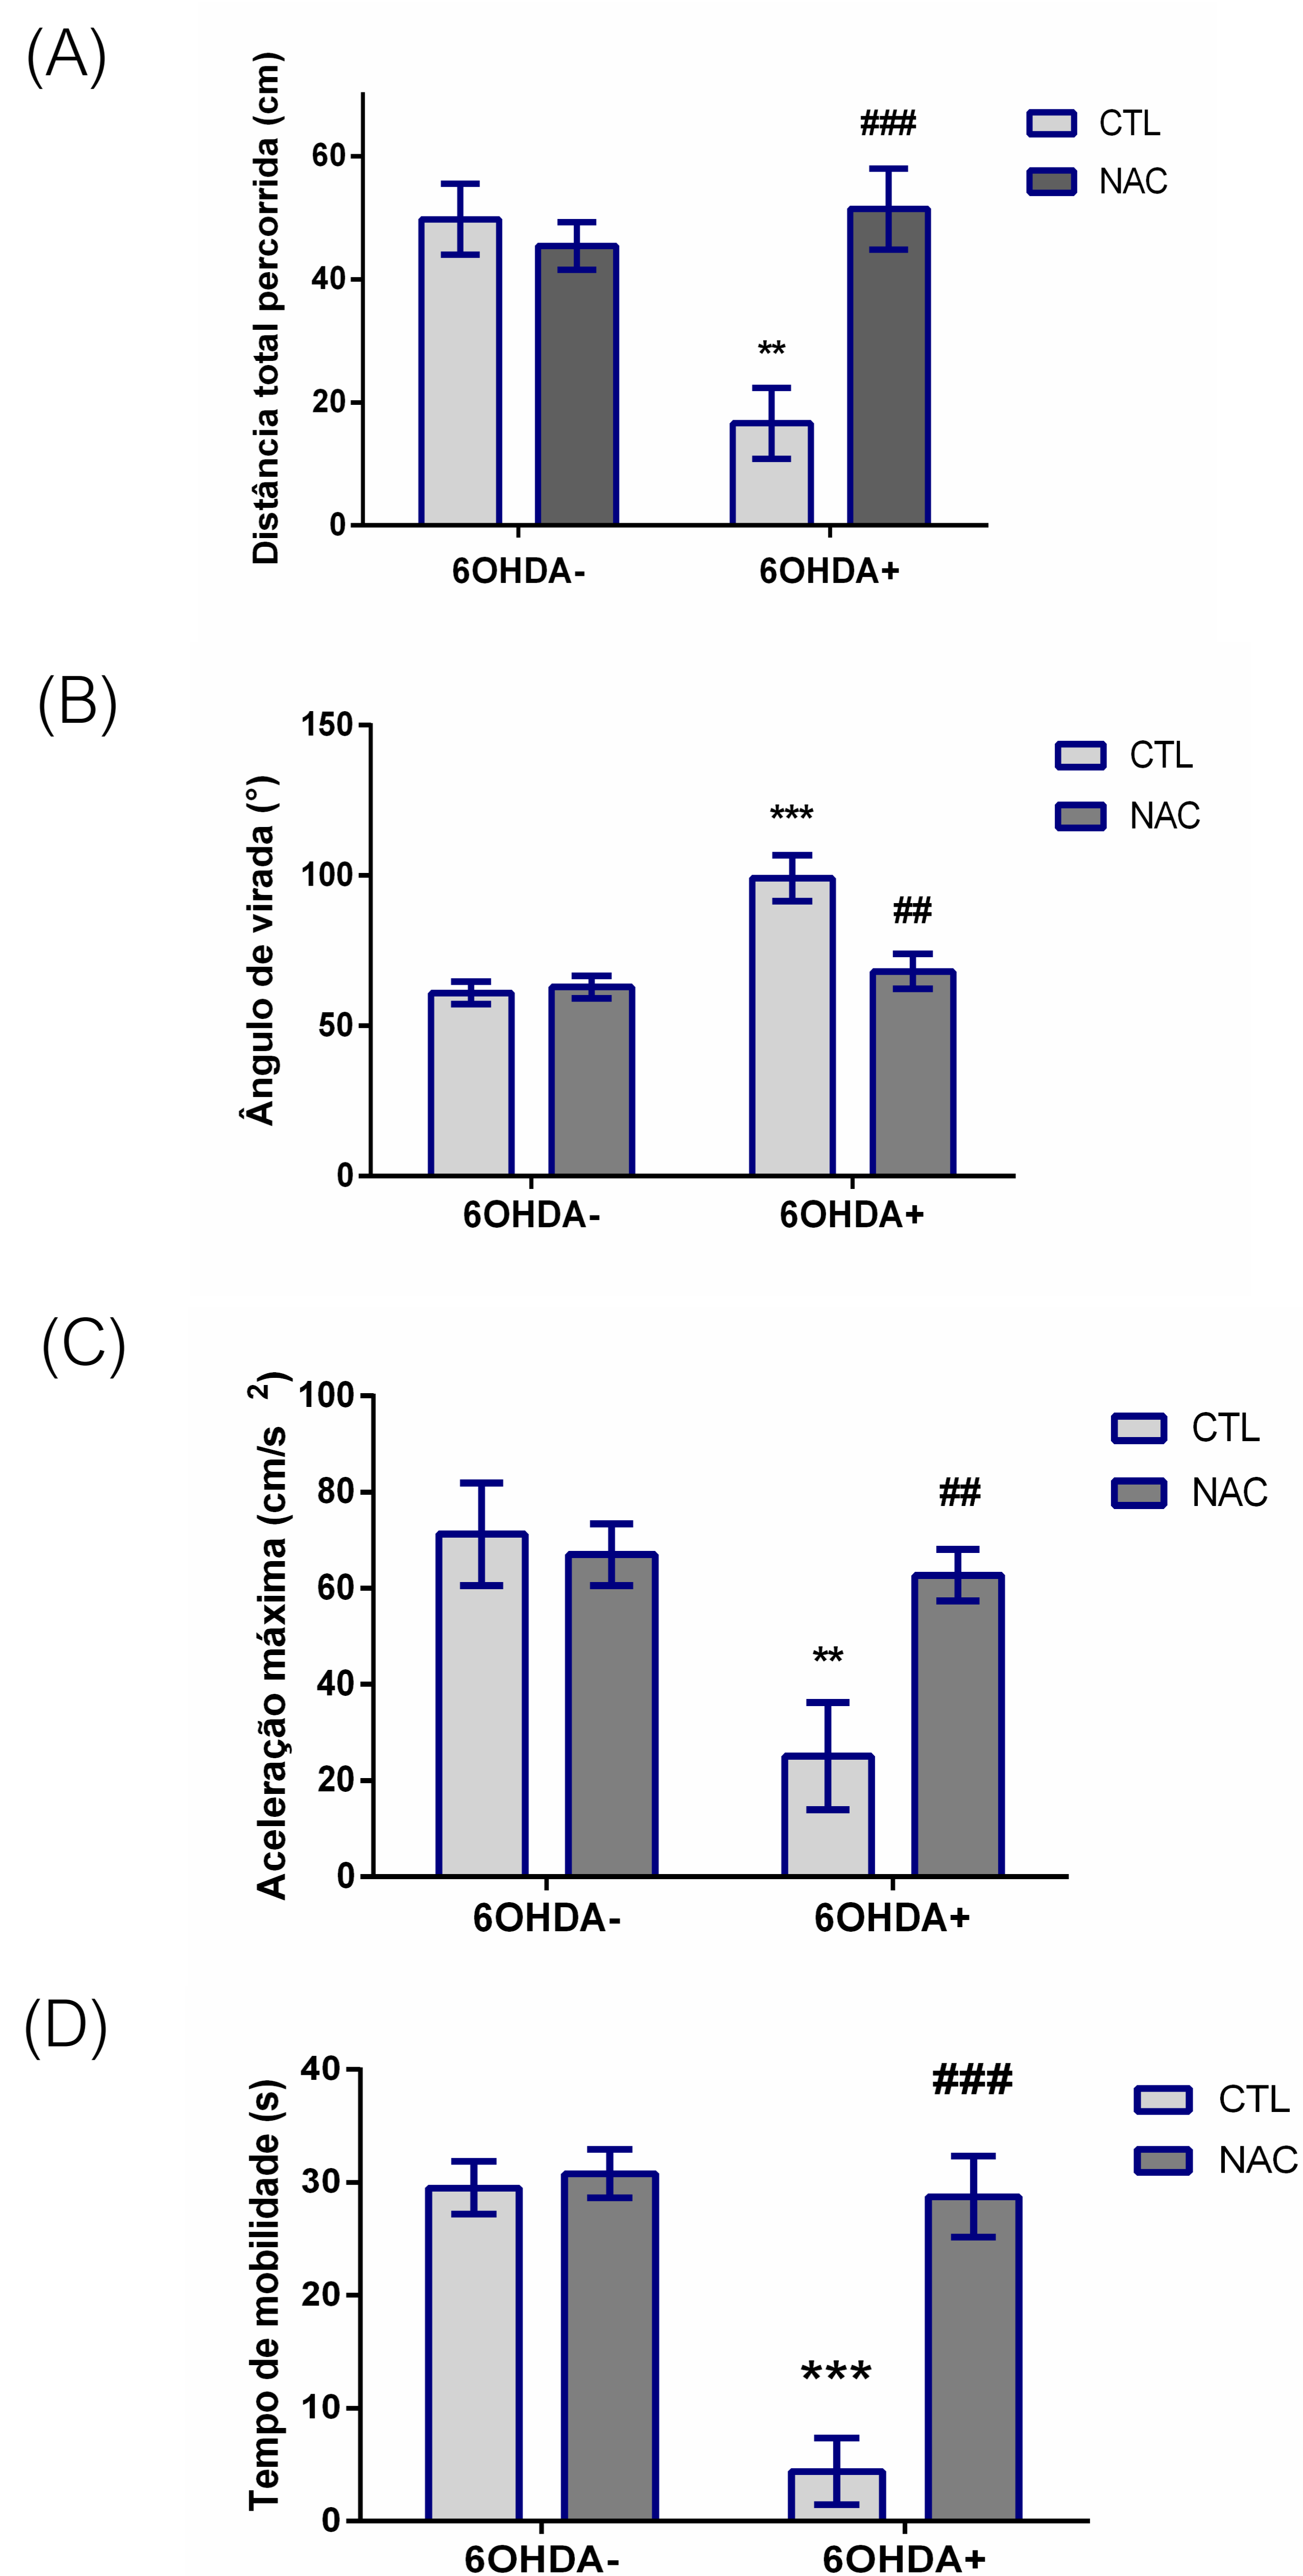 (A)
Distância total percorrida (cm)
60
40
20
0
**
###
6OHDA-
6OHDA+
CTL
NAC
(B)
Ângulo de virada (°)
150
100
50
0
***
##
6OHDA-
6OHDA+
CTL
NAC
(C)
Aceleração máxima (cm/s 2)
100
80
60
40
20
0
**
##
6OHDA-
6OHDA+
CTL
NAC
(D)
Tempo de mobilidade (s)
40
30
20
10
0
***
###
6OHDA-
6OHDA+
CTL
NAC